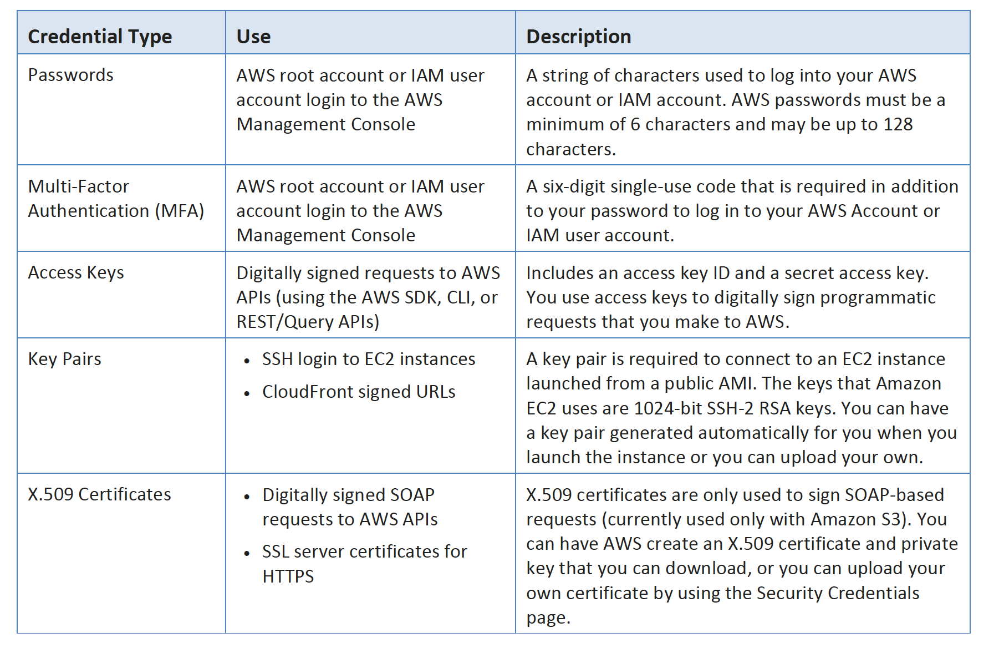 Credential Type
Use
Description
Passwords
AWS root account or IAM user
account login to the AWS
Management Console
A string of characters used to log into your AWS
account or IAM account. AWS passwords must be a
minimum of 6 characters and may be up to 128
characters.
Multi-Factor
Authentication (MFA)
AWS root account or IAM user
account login to the AWS
Management Console
A six-digit single-use code that is required in addition
to your password to log in to your AWS Account or
IAM user account.
Access Keys
Digitally signed requests to AWS
APIs (using the AWS SDK, CLI, or
REST/Query APIs)
Includes an access key ID and a secret access key.
You use access keys to digitally sign programmatic
requests that you make to AWS.
Key Pairs
• SSH login to EC2 instances
• CloudFront signed URLs
A key pair is required to connect to an EC2 instance
launched from a public AMI. The keys that Amazon
EC2 uses are 1024-bit SSH-2 RSA keys. You can have
a key pair generated automatically for you when you
launch the instance or you can upload your own.
X.509 Certificates
• Digitally signed SOAP
requests to AWS APIs
• SSL server certificates for
HTTPS
X.509 certificates are only used to sign SOAP-based
requests (currently used only with Amazon S3). You
can have AWS create an X.509 certificate and private
key that you can download, or you can upload your
own certificate by using the Security Credentials
page.